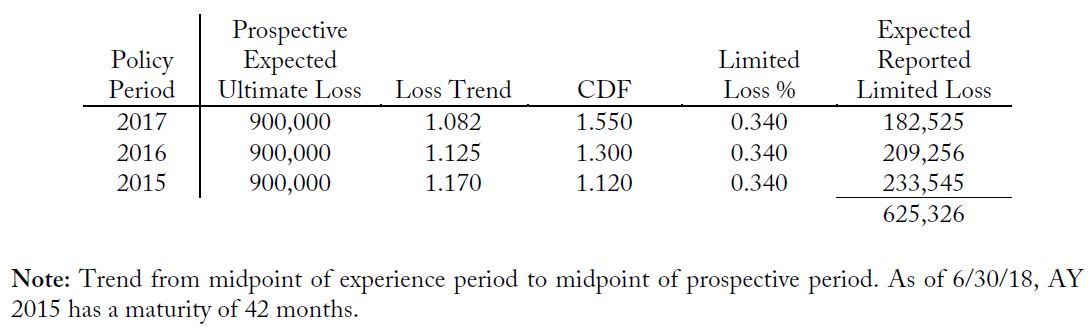 Prospective Expected
Policy Expected Limited Reported
Period Ultimate Loss Loss Trend CDF Loss % Limited Loss
2017 900,000 1.082 1.550 0.340 182,525
2016 900,000 1.125 1.300 0.340 209,256
2015 900,000 1.170 1.120 0.340 233,545
625,326
Note: Trend from midpoint of experience period to midpoint of prospective period. As of 6/30/18, AY
2015 has a maturity of 42 months.